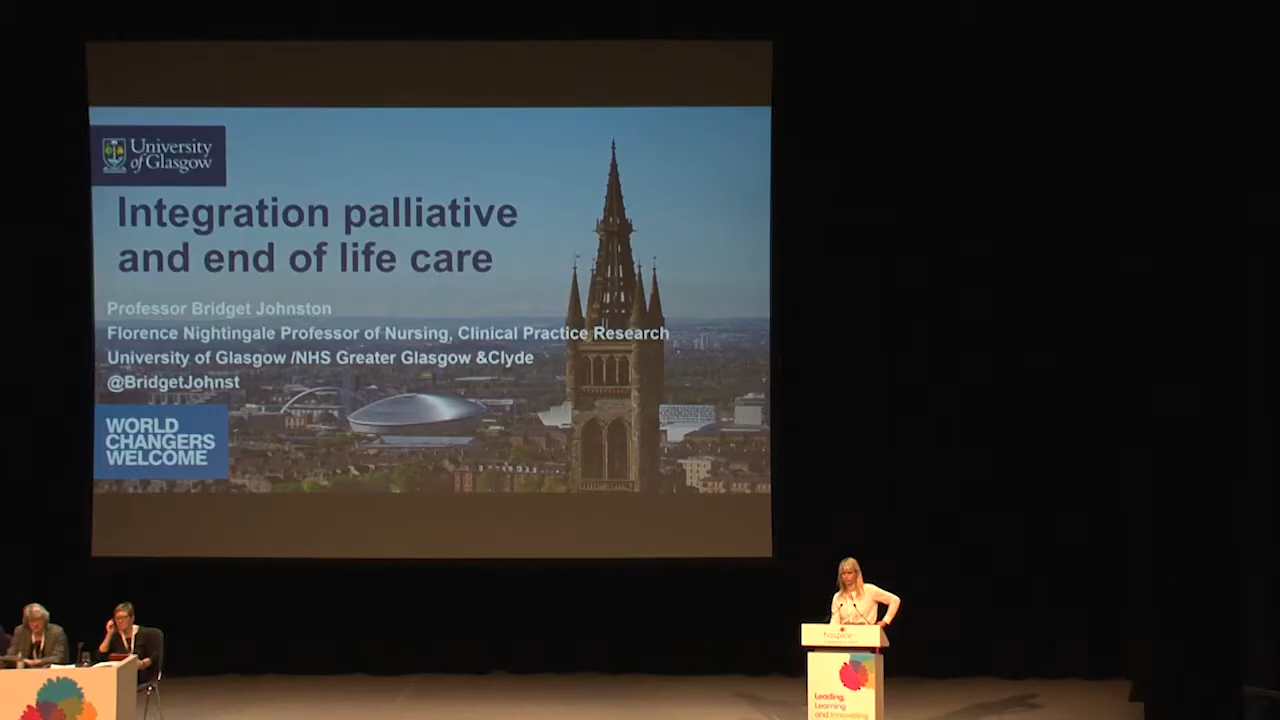 University
of Glasgow
Integration palliative
and end of life care
Professor Bridget Johnston
Florence Nightingale Professor of Nursing, Clinical Practice Research
University of Glasgow /NHS Greater Glasgow &Clyde
@BridgetJohnst
WORLD
CHANGERS
WELCOME
hospice
Leading,
Learning
and Innovating